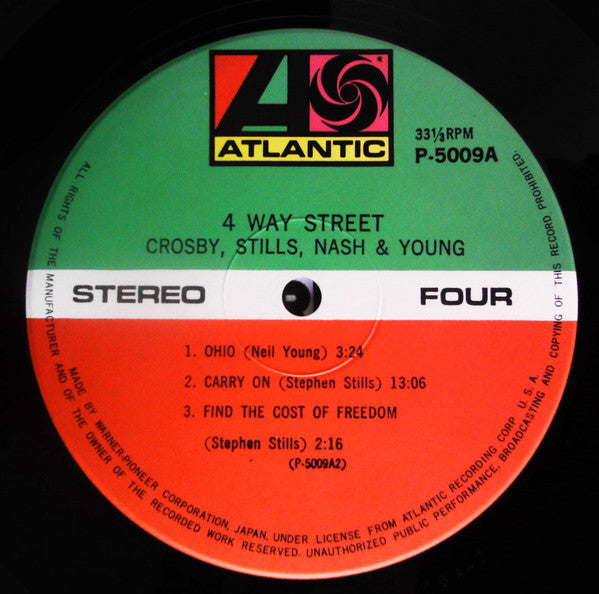 ATLANTIC
33⅓RPM
P-5009A
4 WAY STREET
CROSBY, STILLS, NASH & YOUNG
STEREO FOUR
1. OHIO (Neil Young) 3:24
2. CARRY ON (Stephen Stills) 13:06
3. FIND THE COST OF FREEDOM
(Stephen Stills) 2:16
(P-5009A2)
ALL RIGHTS OF THE MANUFACTURER AND OF THE OWNER OF THE RECORDED WORK RESERVED. UNAUTHORIZED PUBLIC PERFORMANCE, BROADCASTING AND COPYING OF THIS RECORD PROHIBITED.
MADE BY WARNER-PIONEER CORPORATION, JAPAN, UNDER LICENSE FROM ATLANTIC RECORDING CORP. U. S. A.